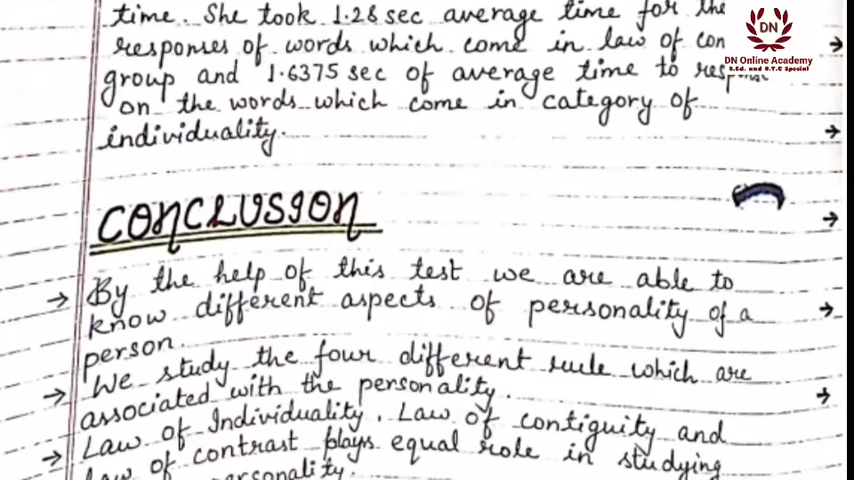 time. She took 1.28 sec average time for the
responses of words which come in law of con
group and 1.6375 sec of average time to
on the words which come in category of
individuality.
DN
DN Online Academy
B.Ed. and B.T.C Special
CONCLUSION
→ By the help of this test we are able to
know different aspects of personality of a
person.
→ We study the four different rule which are
associated with the personality.
→ Law of Individuality. Law of contiguity and
law of contrast plays equal role in studying
personality.